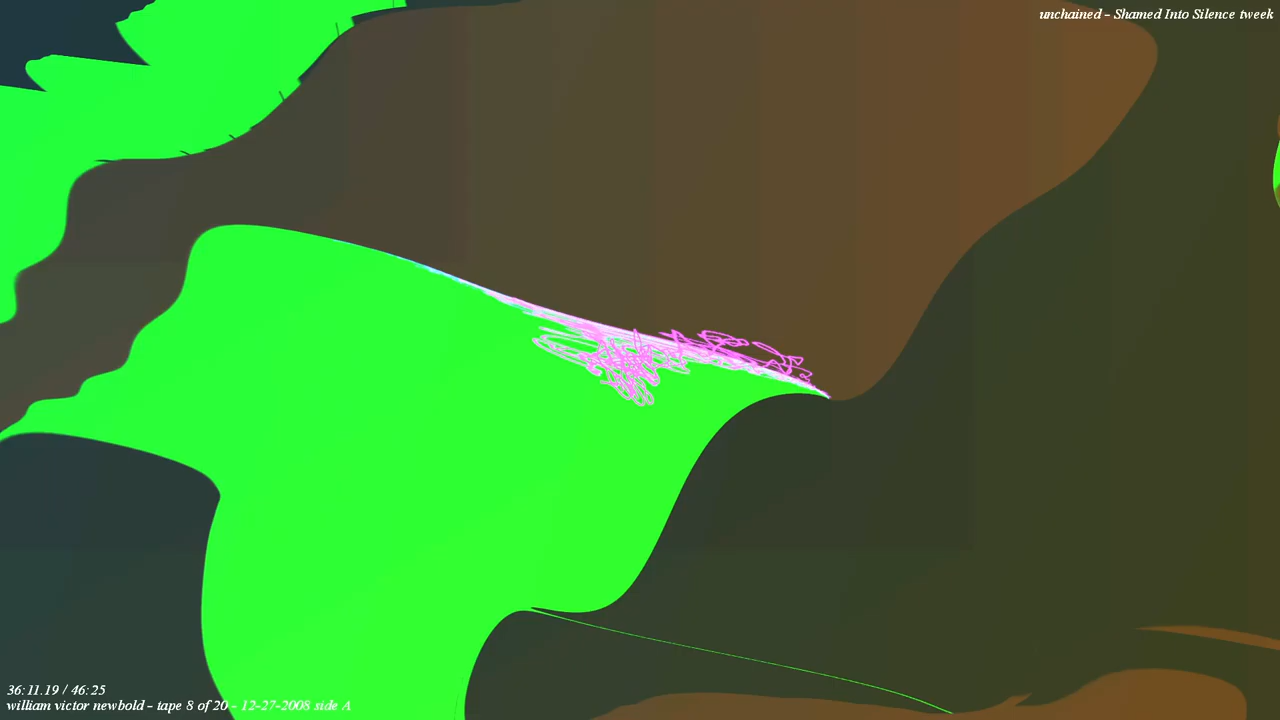 unchained - Shamed Into Silence tweek
36:11.19 / 46:25
william victor newbold - tape 8 of 20 - 12-27-2008 side A